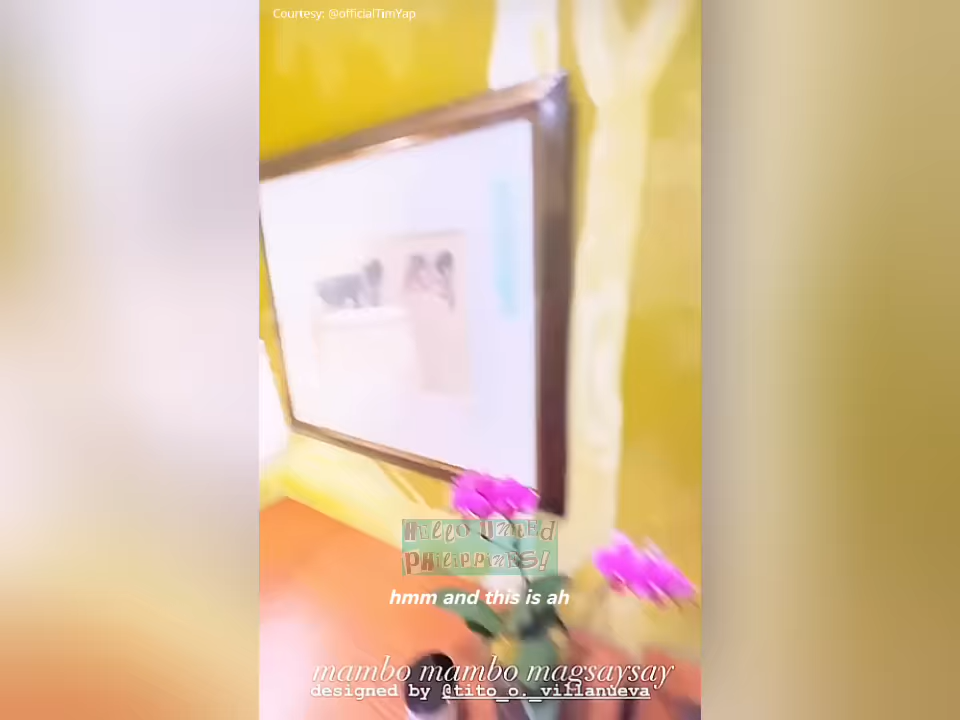 Courtesy: @officialTimYap
Hello United
Philippines!
hmm and this is ah
mambo mambo magsaysay
designed by @tito_o._villanueva